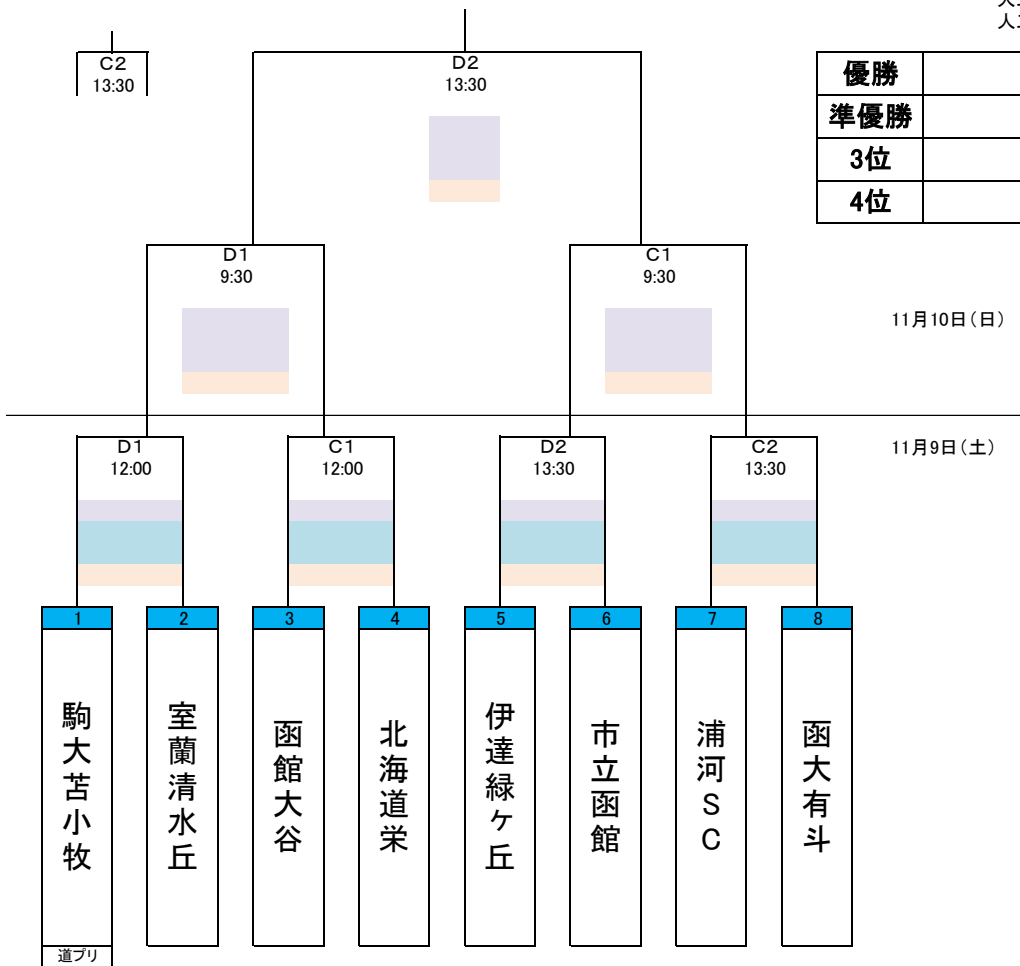 C2
13:30
D2
13:30
優勝
準優勝
3位
4位
D1
9:30
C1
9:30
11月10日(日)
D1
12:00
C1
12:00
D2
13:30
C2
13:30
11月9日(土)
1
2
3
4
5
6
7
8
駒大苫小牧
室蘭清水丘
函館大谷
北海道栄
伊達緑ケ丘
市立函館
浦河SC
函大有斗
道プリ